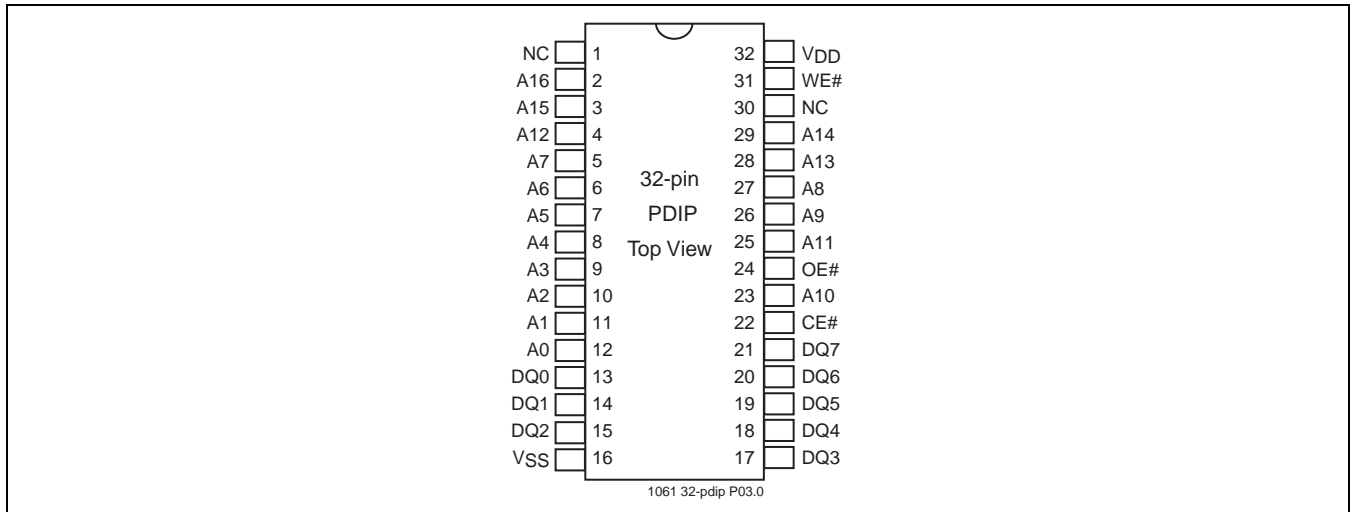 NC 1 32 VDD
A16 2 31 WE#
A15 3 30 NC
A12 4 29 A14
A7 5 28 A13
A6 6 32-pin 27 A8
A5 7 PDIP 26 A9
A4 8 Top View 25 A11
A3 9 24 OE#
A2 10 23 A10
A1 11 22 CE#
A0 12 21 DQ7
DQ0 13 20 DQ6
DQ1 14 19 DQ5
DQ2 15 18 DQ4
VSS 16 17 DQ3
1061 32-pdip P03.0